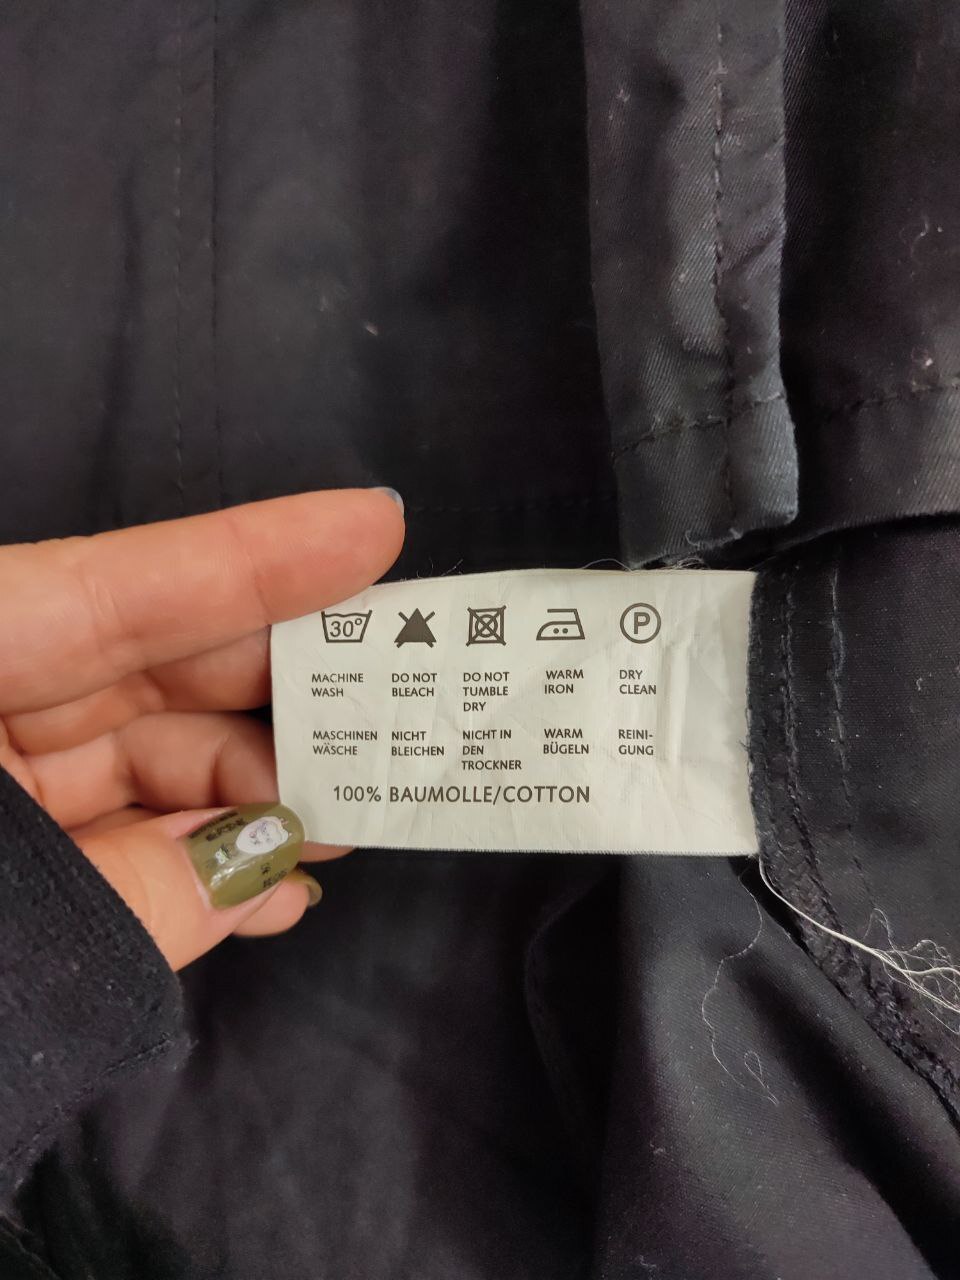 30°
P
MACHINE WASH
DO NOT BLEACH
DO NOT TUMBLE DRY
WARM IRON
DRY CLEAN
MASCHINEN WÄSCHE
NICHT BLEICHEN
NICHT IN DEN TROCKNER
WARM BÜGELN
REINI-GUNG
100% BAUMOLLE/COTTON